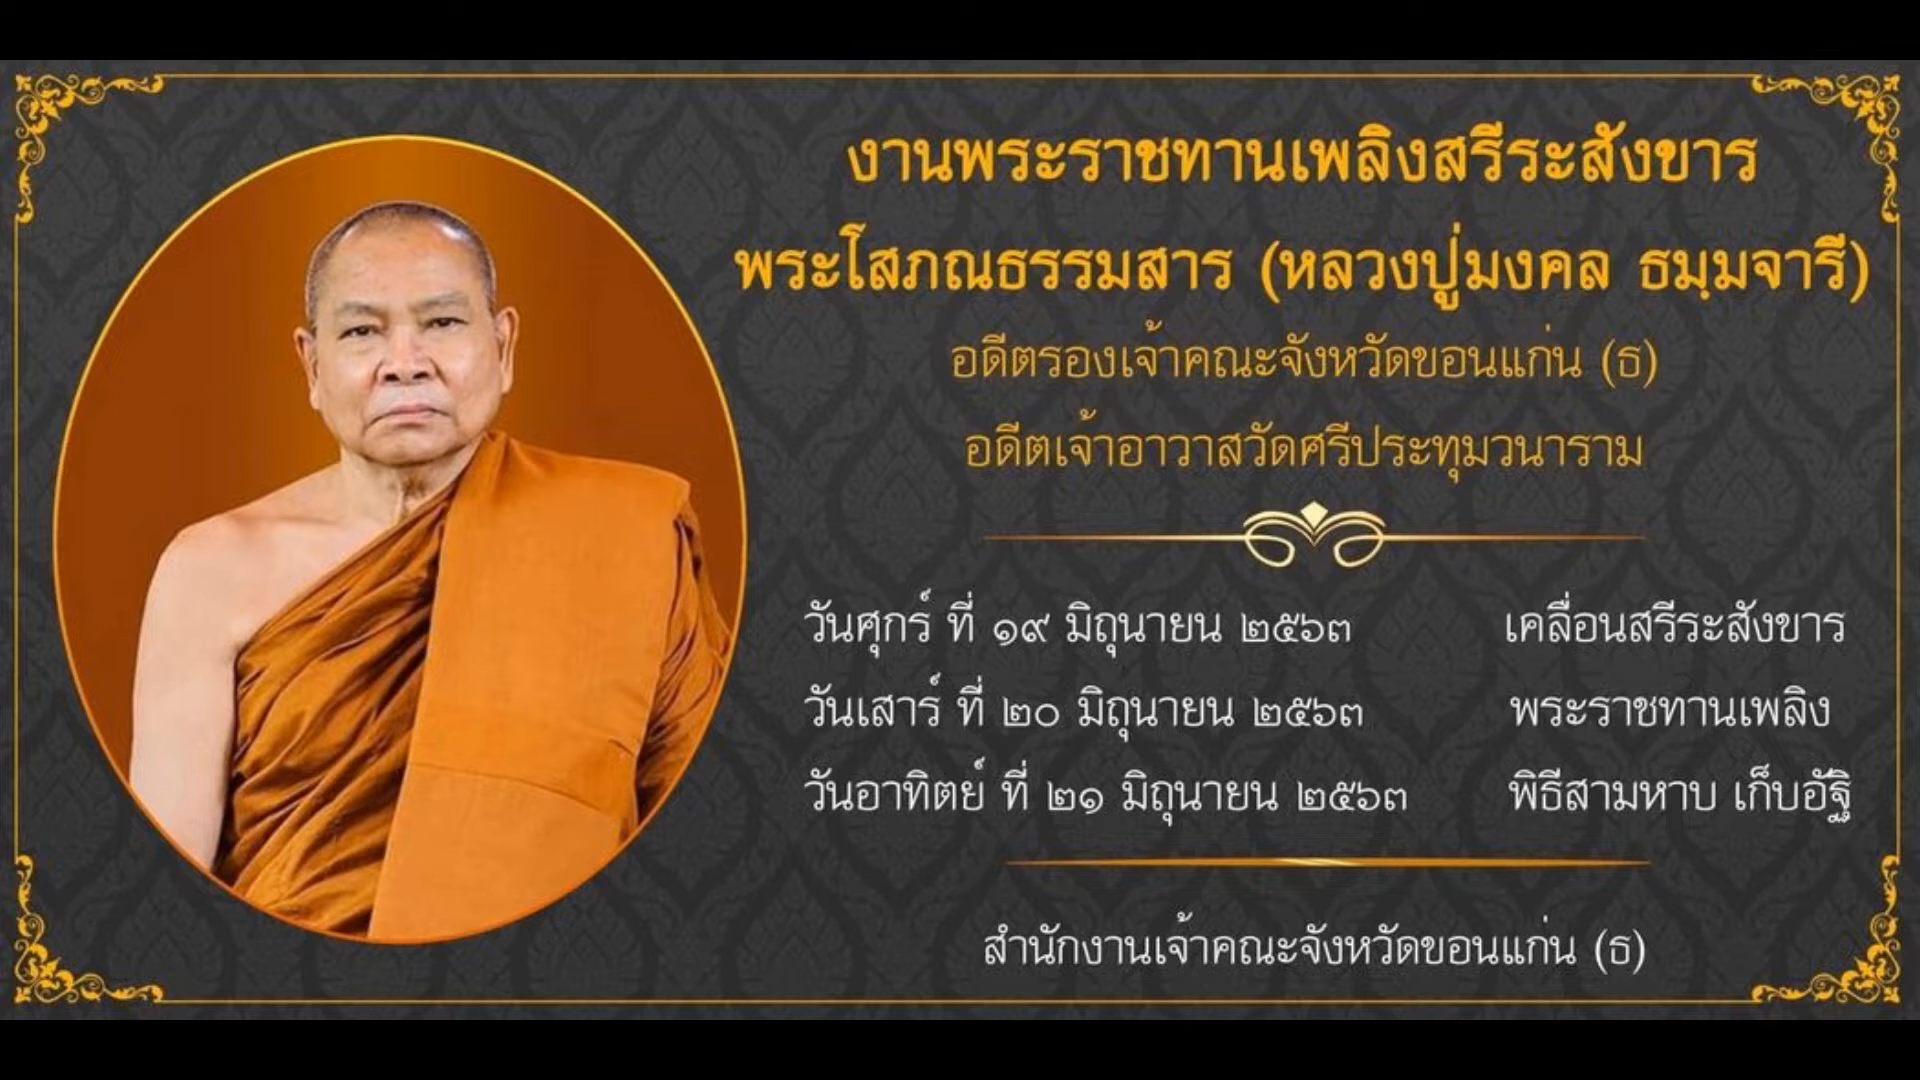 งานพระราชทานเพลิงสรีระสังขาร
พระโสภณธรรมสาร (หลวงปู่มงคล ธมฺมจารี)
อดีตรองเจ้าคณะจังหวัดขอนแก่น (ธ)
อดีตเจ้าอาวาสวัดศรีประทุมวนาราม
วันศุกร์ ที่ ๑๙ มิถุนายน ๒๕๖๓ เคลื่อนสรีระสังขาร
วันเสาร์ ที่ ๒๐ มิถุนายน ๒๕๖๓ พระราชทานเพลิง
วันอาทิตย์ ที่ ๒๑ มิถุนายน ๒๕๖๓ พิธีสามหาบ เก็บอัฐิ
สำนักงานเจ้าคณะจังหวัดขอนแก่น (ธ)